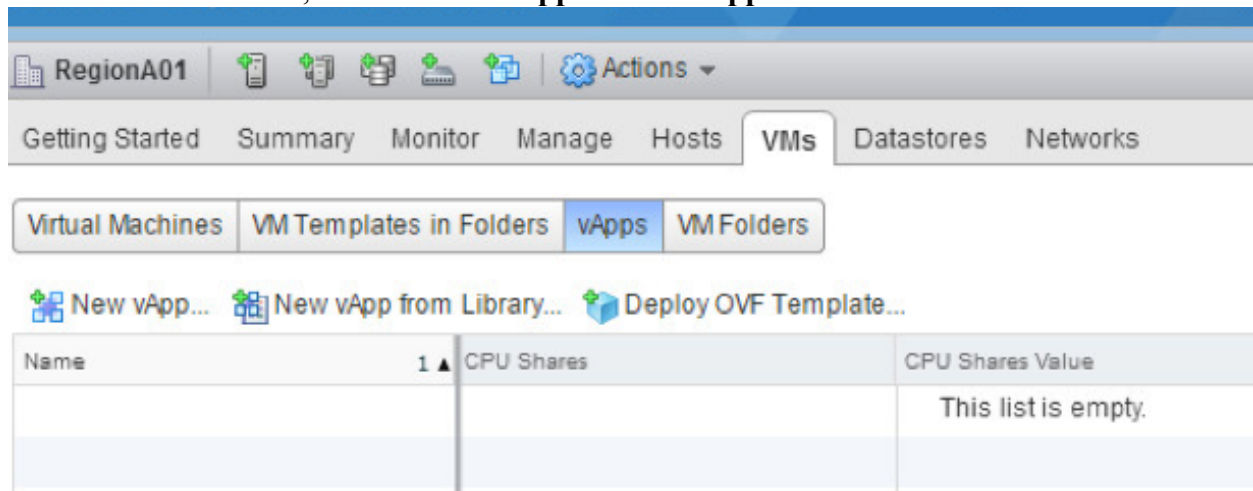 RegionA01 Actions
Getting Started Summary Monitor Manage Hosts VMs Datastores Networks
Virtual Machines VM Templates in Folders vApps VM Folders
New vApp... New vApp from Library... Deploy OVF Template...
Name 1 CPU Shares CPU Shares Value
This list is empty.